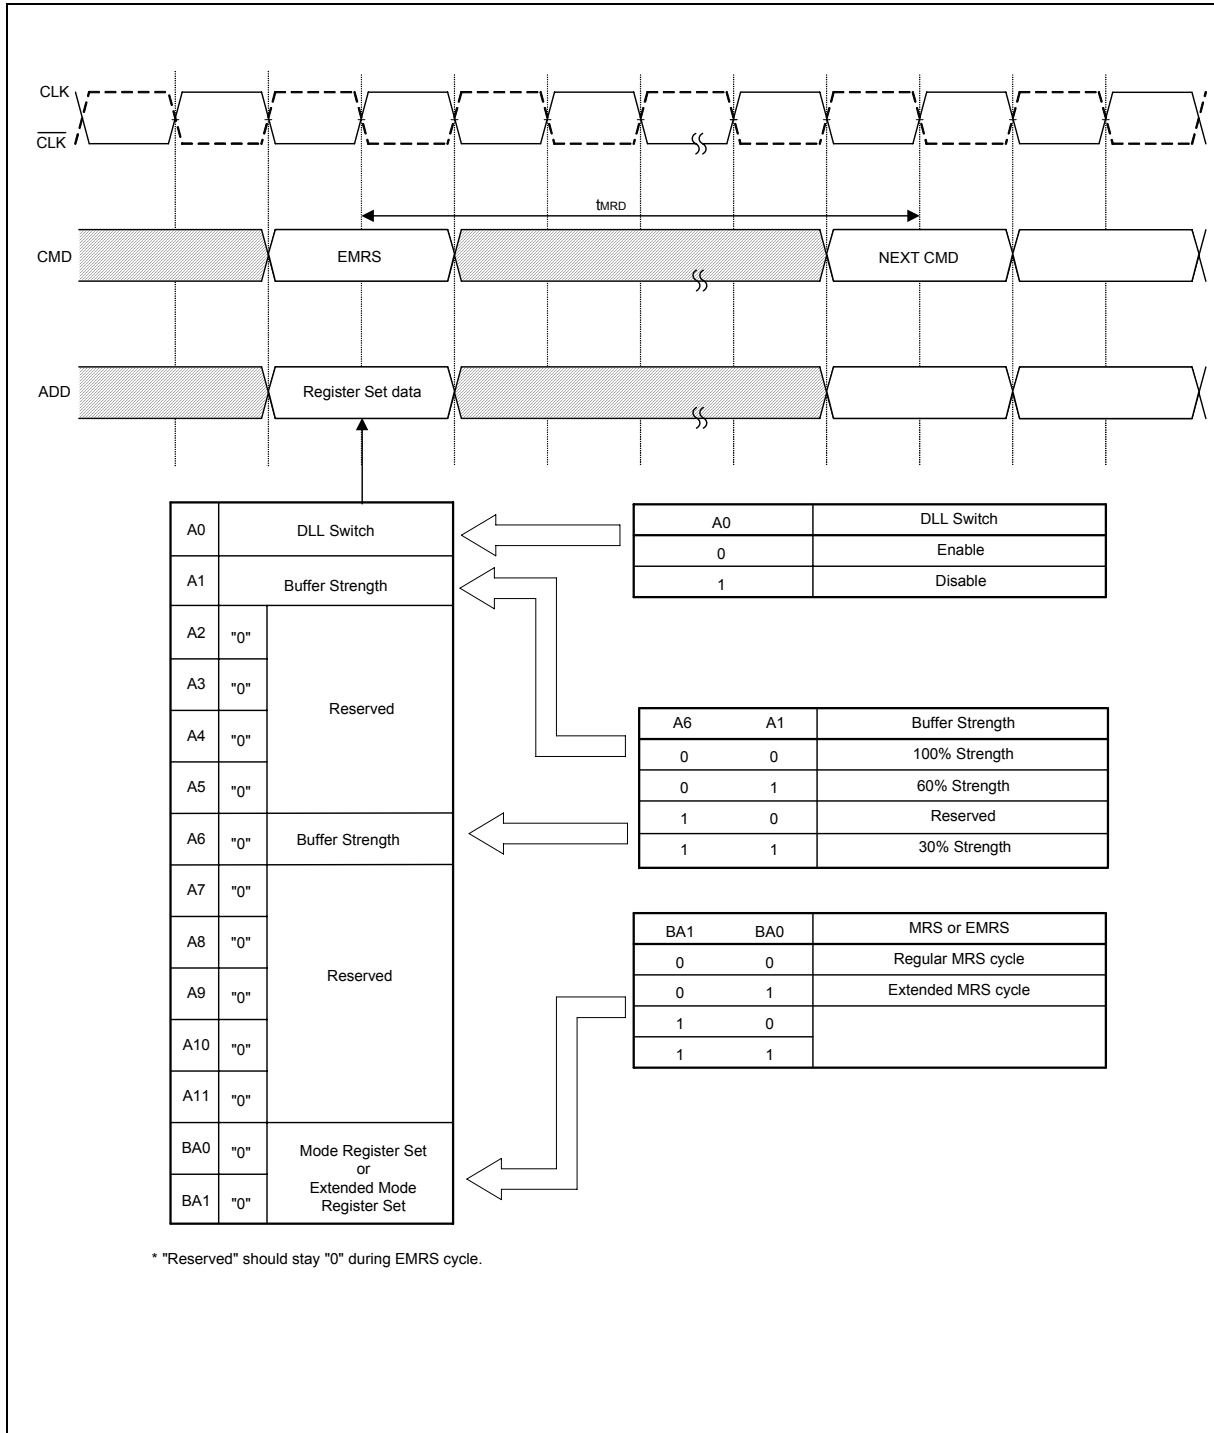 CLK
CLK
tMRD
CMD
EMRS
NEXT CMD
ADD
Register Set data
A0 DLL Switch
A1 Buffer Strength
A2 "0"
A3 "0"
Reserved
A4 "0"
A5 "0"
A6 "0" Buffer Strength
A7 "0"
A8 "0"
Reserved
A9 "0"
A10 "0"
A11 "0"
BA0 "0"
BA1 "0"
Mode Register Set
or
Extended Mode
Register Set
A0 DLL Switch
0 Enable
1 Disable
A6 A1 Buffer Strength
0 0 100% Strength
0 1 60% Strength
1 0 Reserved
1 1 30% Strength
BA1 BA0 MRS or EMRS
0 0 Regular MRS cycle
0 1 Extended MRS cycle
1 0
1 1
* "Reserved" should stay "0" during EMRS cycle.